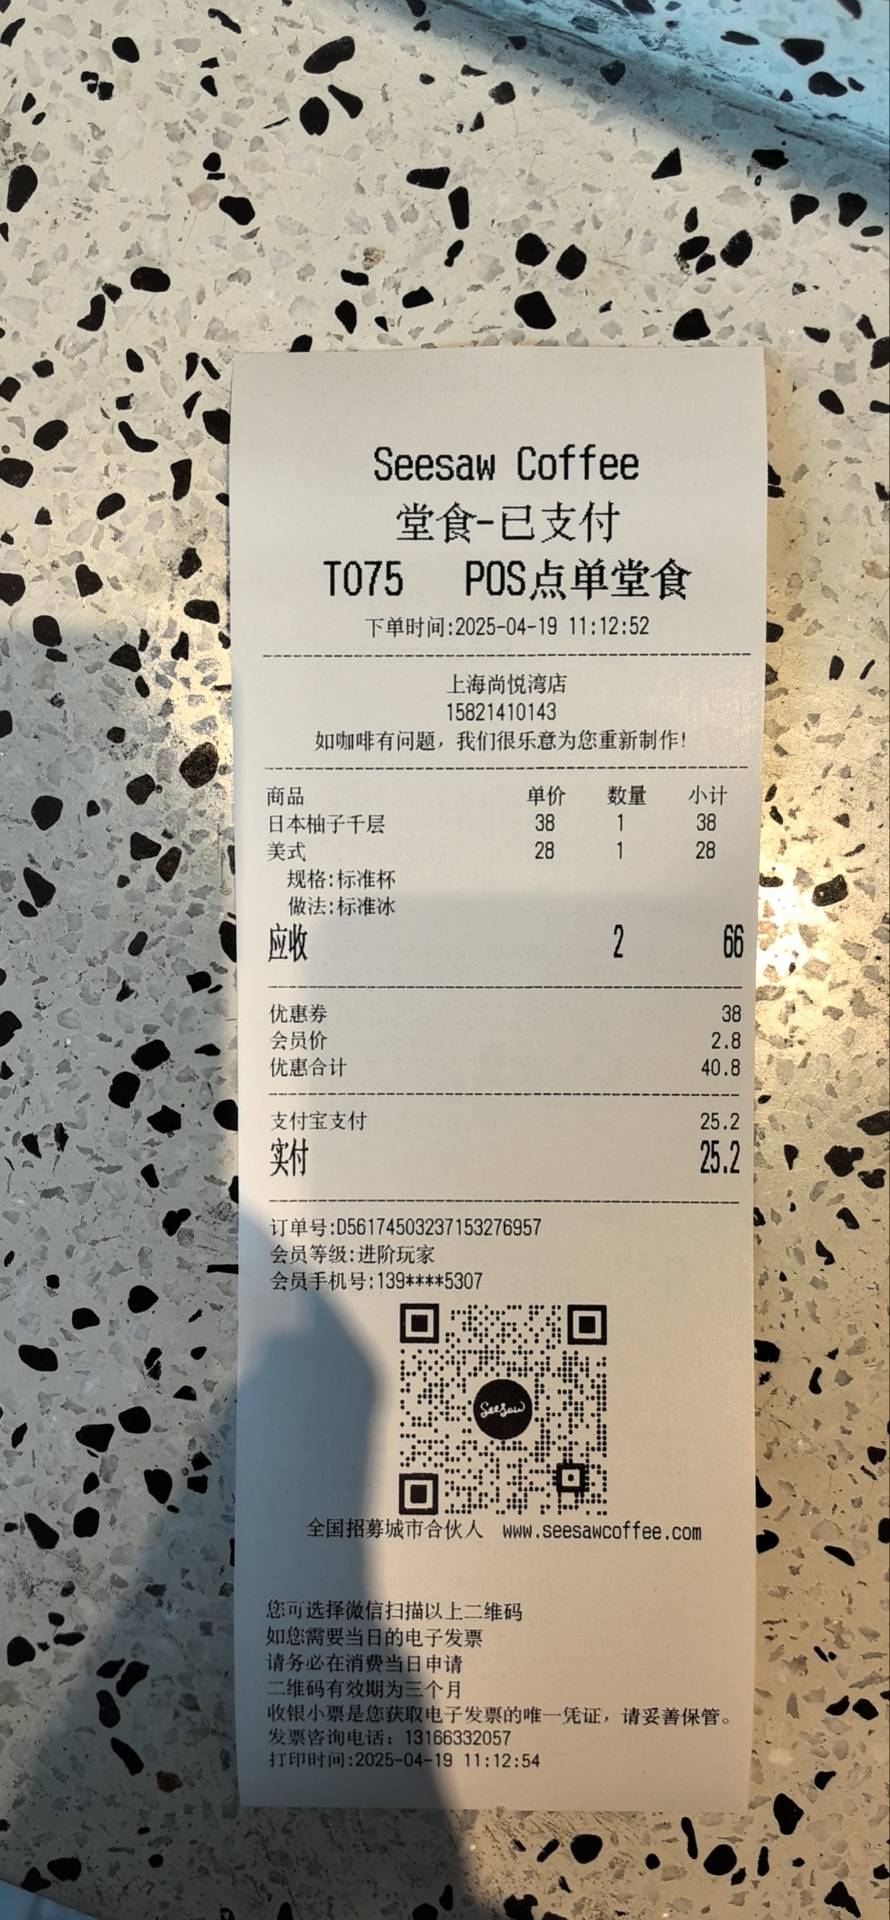 Seesaw Coffee
堂食-已支付
T075 POS点单堂食
下单时间:2025-04-19 11:12:52
上海尚悦湾店
15821410143
如咖啡有问题，我们很乐意为您重新制作!
商品 单价 数量 小计
日本柚子千层 38 1 38
美式 28 1 28
规格:标准杯
做法:标准冰
应收 2 66
优惠券 38
会员价 2.8
优惠合计 40.8
支付宝支付 25.2
实付 25.2
订单号:D56174503237153276957
会员等级:进阶玩家
会员手机号:139****5307
Seesaw
全国招募城市合伙人 www.seesawcoffee.com
您可选择微信扫描以上二维码
如您需要当日的电子发票
请务必在消费当日申请
二维码有效期为三个月
收银小票是您获取电子发票的唯一凭证，请妥善保管。
发票咨询电话：13166332057
打印时间:2025-04-19 11:12:54